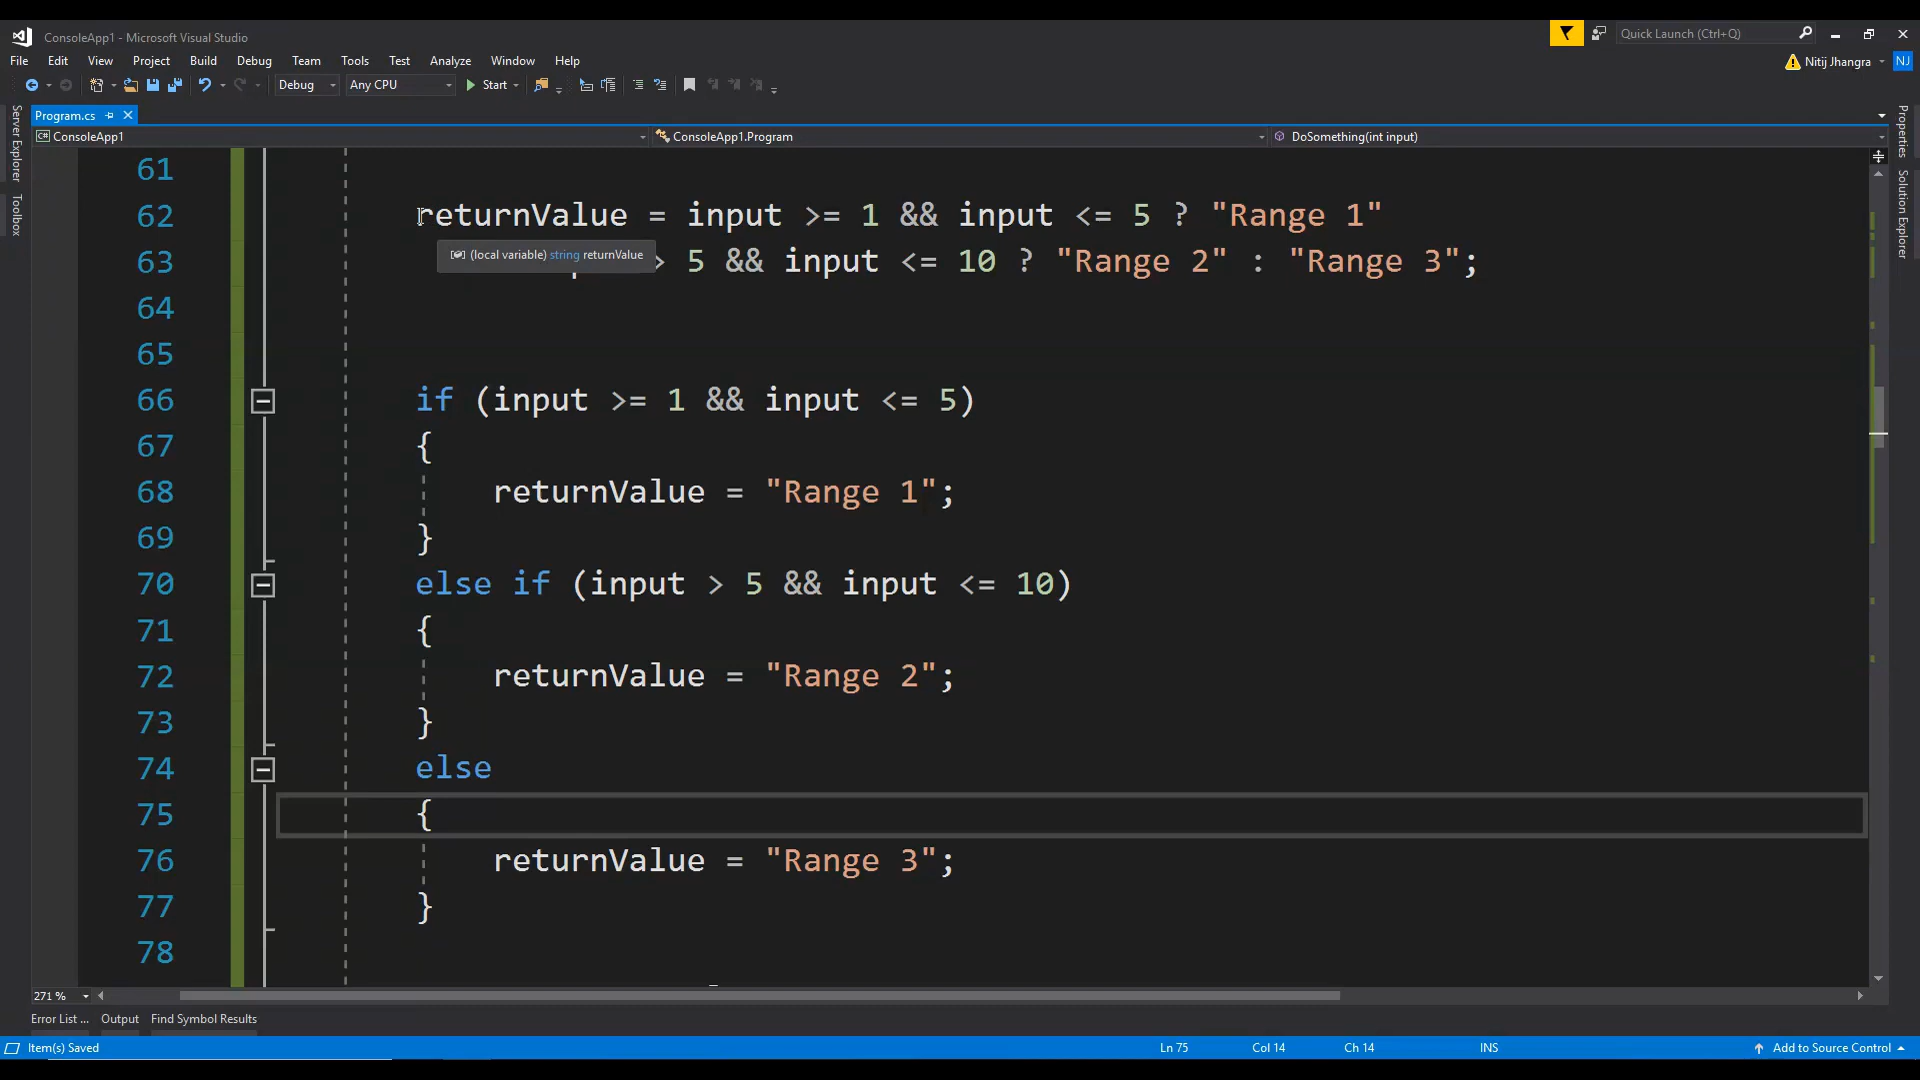 ConsoleApp1 - Microsoft Visual Studio
Quick Launch (Ctrl+Q)
File Edit View Project Build Debug Team Tools Test Analyze Window Help
Nitij Jhangra NJ
Debug Any CPU Start
Program.cs
ConsoleApp1 ConsoleApp1.Program DoSomething(int input)
Server Explorer
Toolbox
Properties
Solution Explorer
61
62 returnValue = input >= 1 && input <= 5 ? "Range 1"
(local variable) string returnValue
63 > 5 && input <= 10 ? "Range 2" : "Range 3";
64
65
66 if (input >= 1 && input <= 5)
67 {
68 returnValue = "Range 1";
69 }
70 else if (input > 5 && input <= 10)
71 {
72 returnValue = "Range 2";
73 }
74 else
75 {
76 returnValue = "Range 3";
77 }
78
271 %
Error List ... Output Find Symbol Results
Item(s) Saved Ln 75 Col 14 Ch 14 INS Add to Source Control